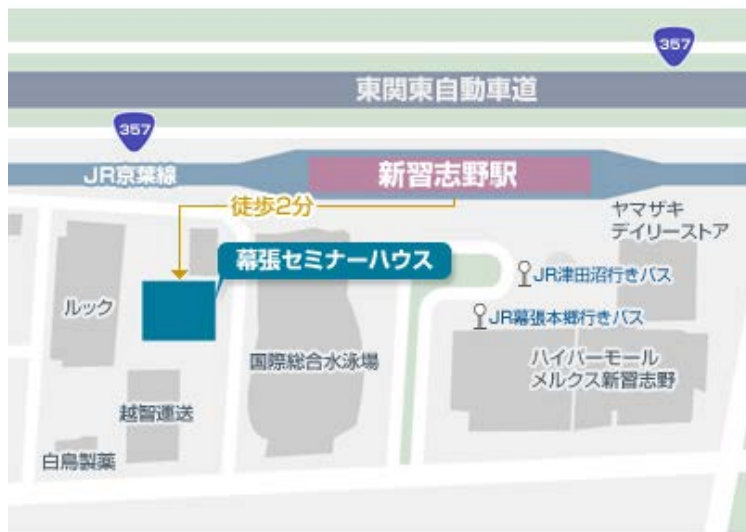 357
東関東自動車道
357
JR京葉線
新習志野駅
徒歩2分
ヤマザキ
デイリーストア
幕張セミナーハウス
JR津田沼行きバス
ルック
JR幕張本郷行きバス
国際総合水泳場
ハイパーモール
メルクス新習志野
越智運送
白鳥製薬